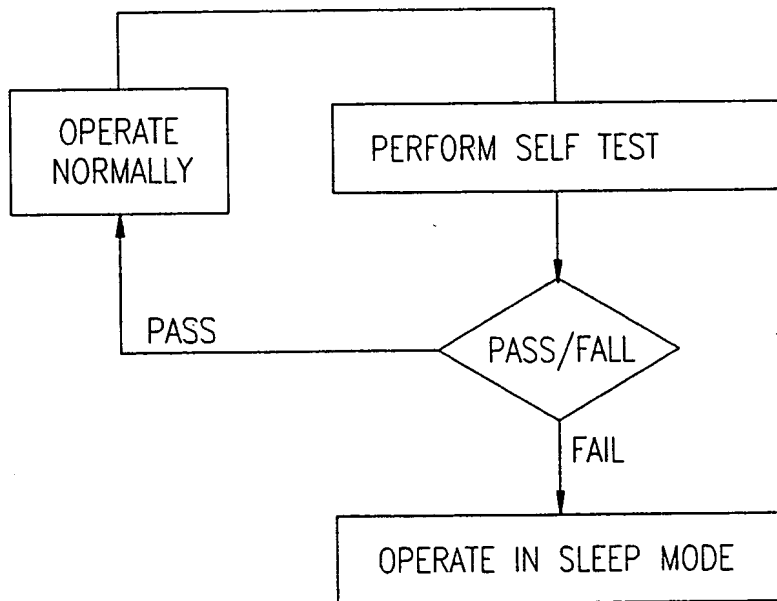 OPERATE
NORMALLY
PERFORM SELF TEST
PASS
PASS/FALL
FAIL
OPERATE IN SLEEP MODE